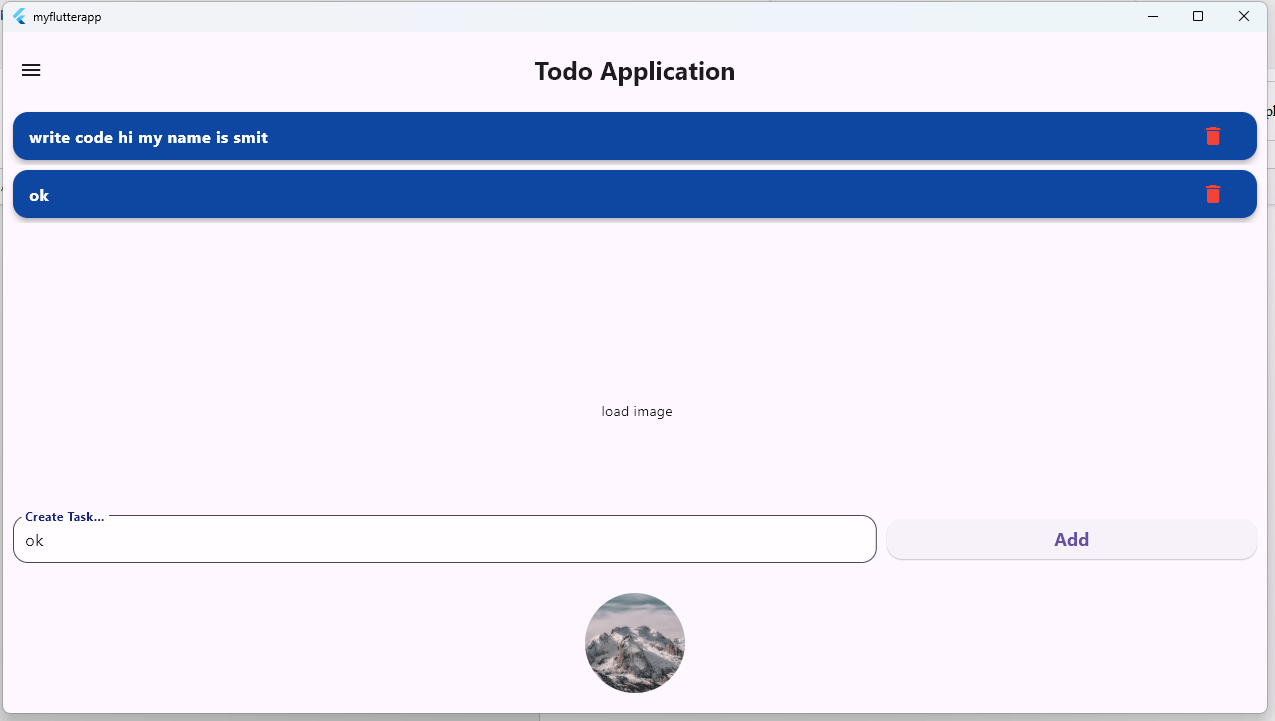 myflutterapp
Todo Application
write code hi my name is smit
ok
load image
Create Task...
ok
Add